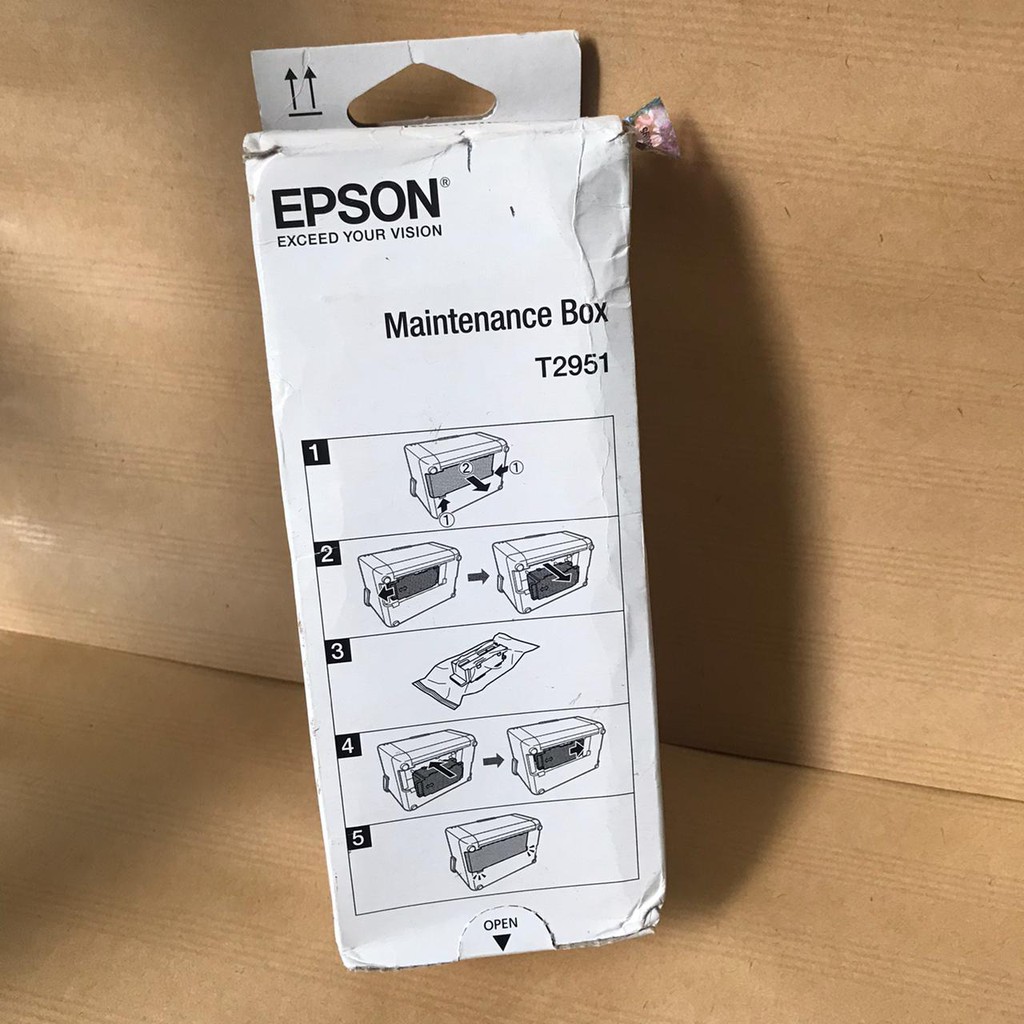 EPSON®
EXCEED YOUR VISION
Maintenance Box
T2951
1
2
1
1
2
3
4
5
OPEN